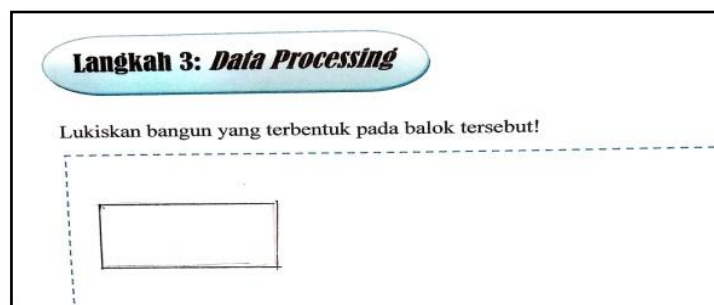 Langkah 3: Data Processing
Lukiskan bangun yang terbentuk pada balok tersebut!